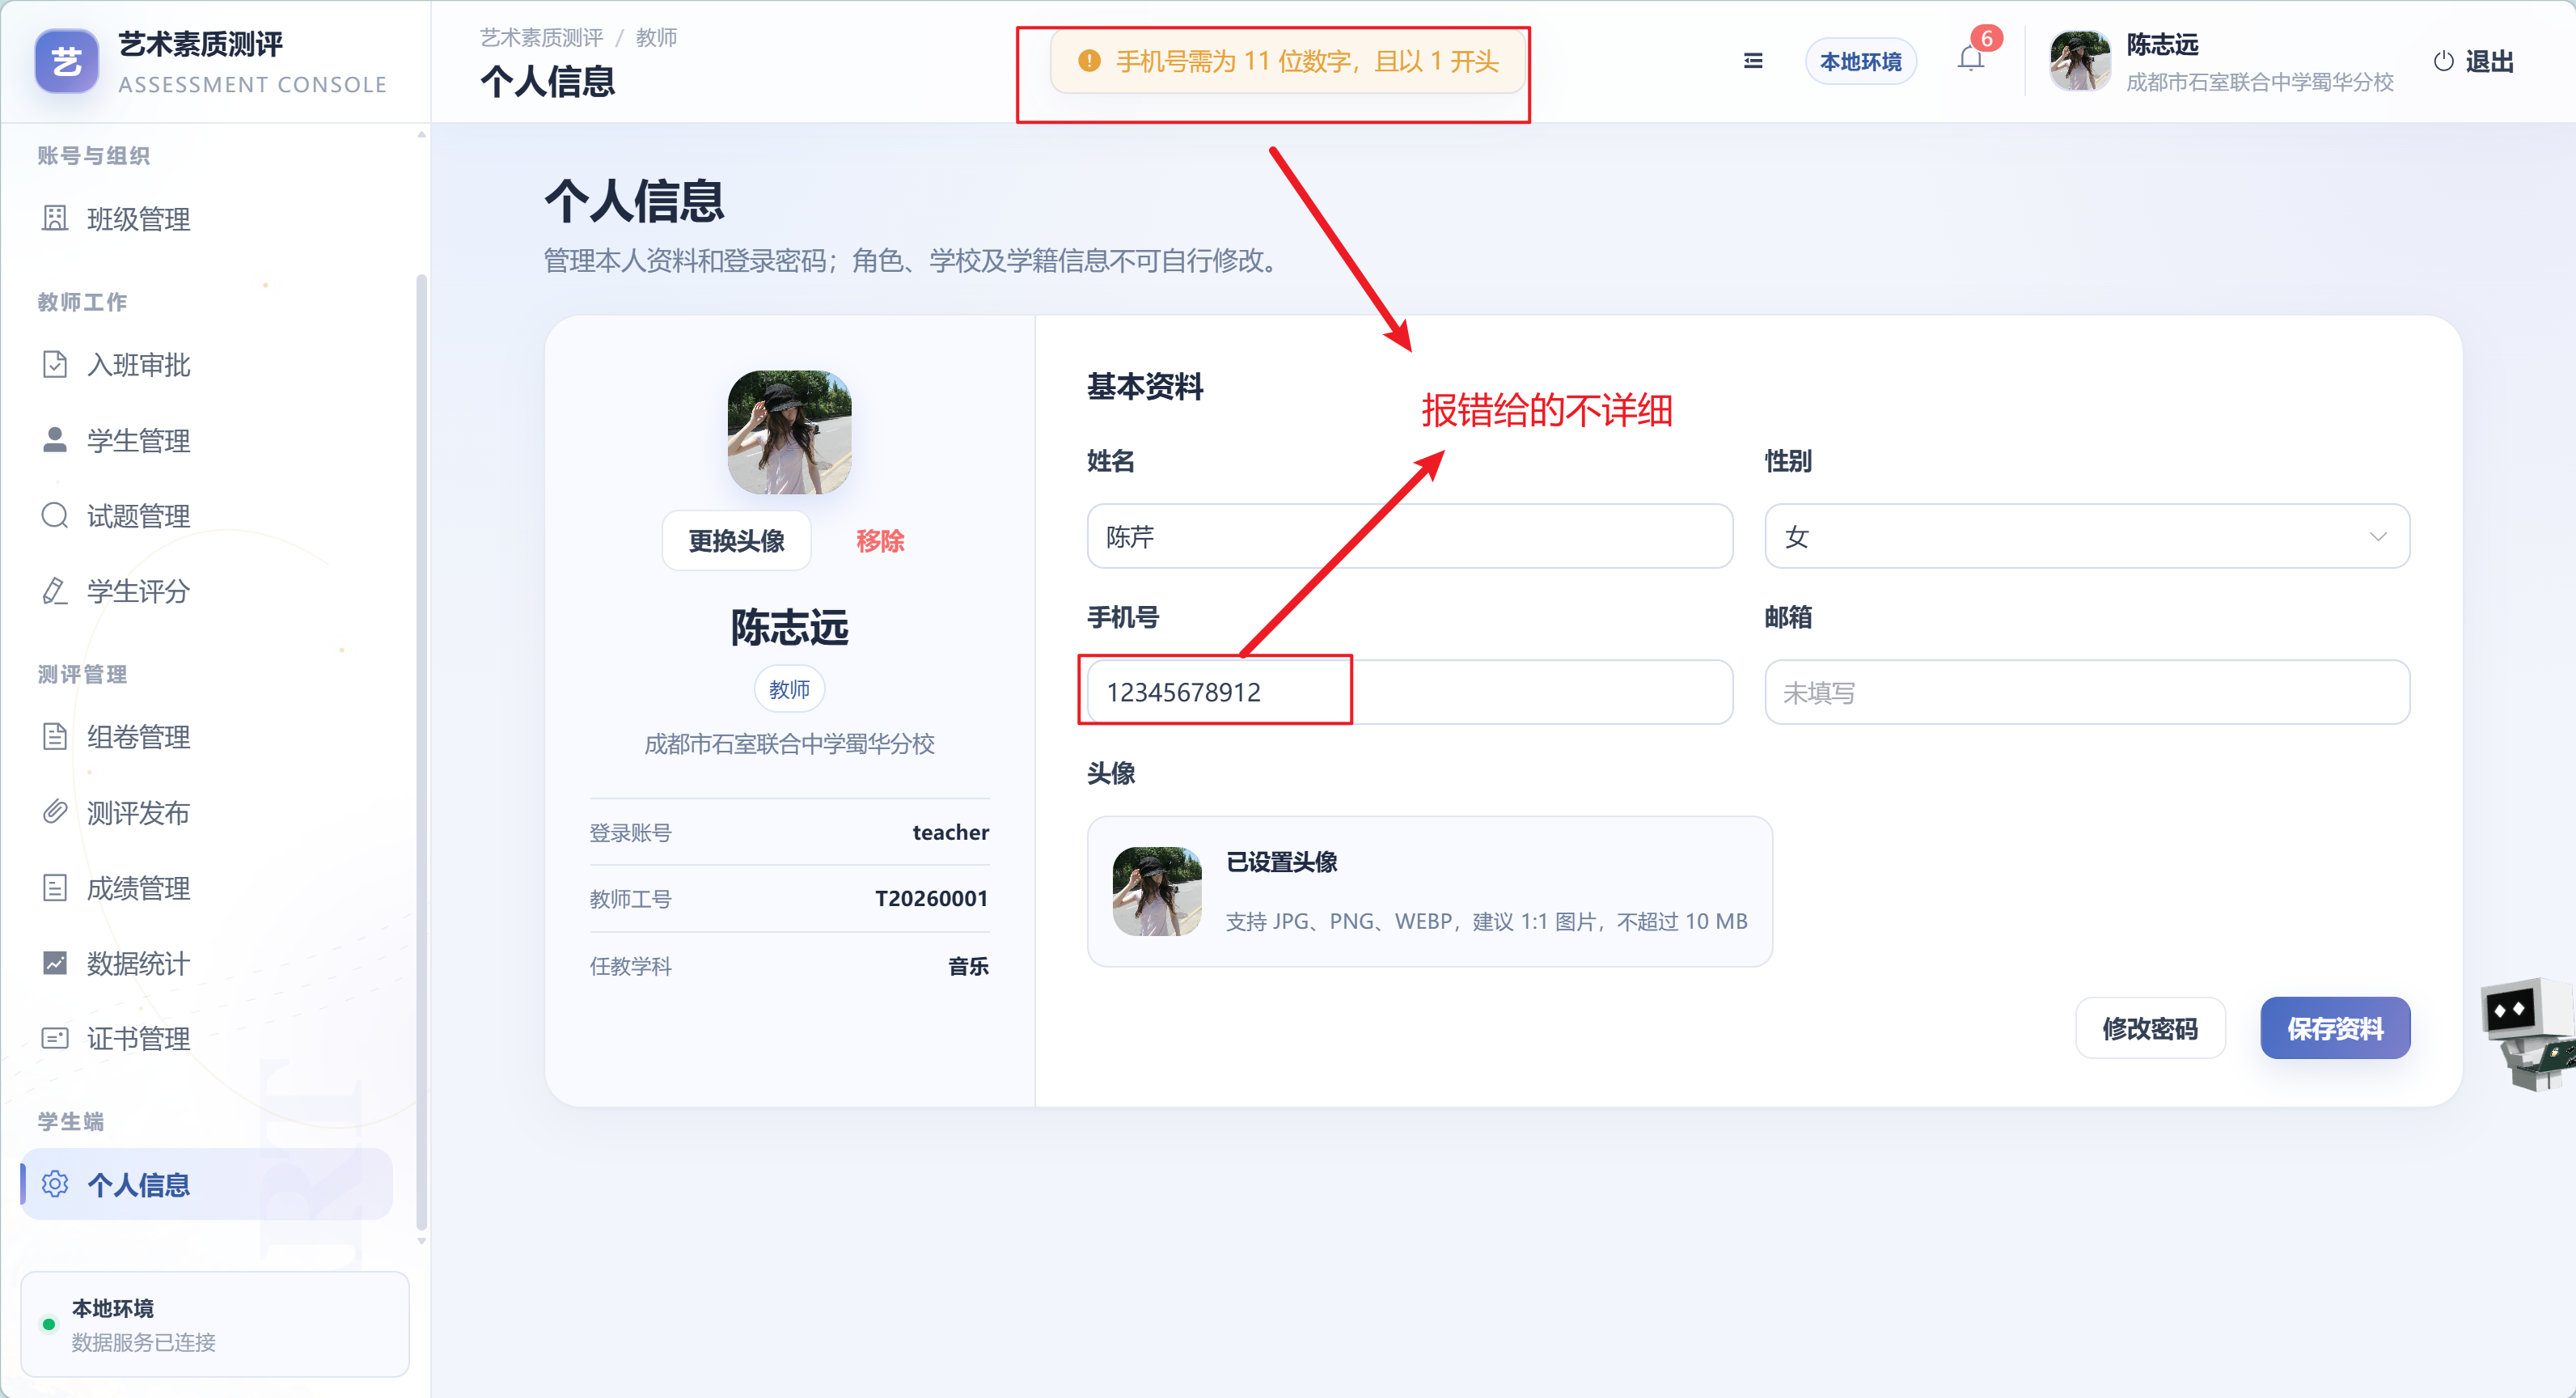 艺
艺术素质测评
ASSESSMENT CONSOLE
艺术素质测评 / 教师
个人信息
手机号需为 11 位数字，且以 1 开头
本地环境
6
陈志远
成都市石室联合中学蜀华分校
退出
账号与组织
班级管理
教师工作
入班审批
学生管理
试题管理
学生评分
测评管理
组卷管理
测评发布
成绩管理
数据统计
证书管理
学生端
个人信息
本地环境
数据服务已连接
个人信息
管理本人资料和登录密码；角色、学校及学籍信息不可自行修改。
更换头像
移除
陈志远
教师
成都市石室联合中学蜀华分校
登录账号 teacher
教师工号 T20260001
任教学科 音乐
基本资料
报错给的不详细
姓名
陈芹
性别
女
手机号
12345678912
邮箱
未填写
头像
已设置头像
支持 JPG、PNG、WEBP，建议 1:1 图片，不超过 10 MB
修改密码
保存资料